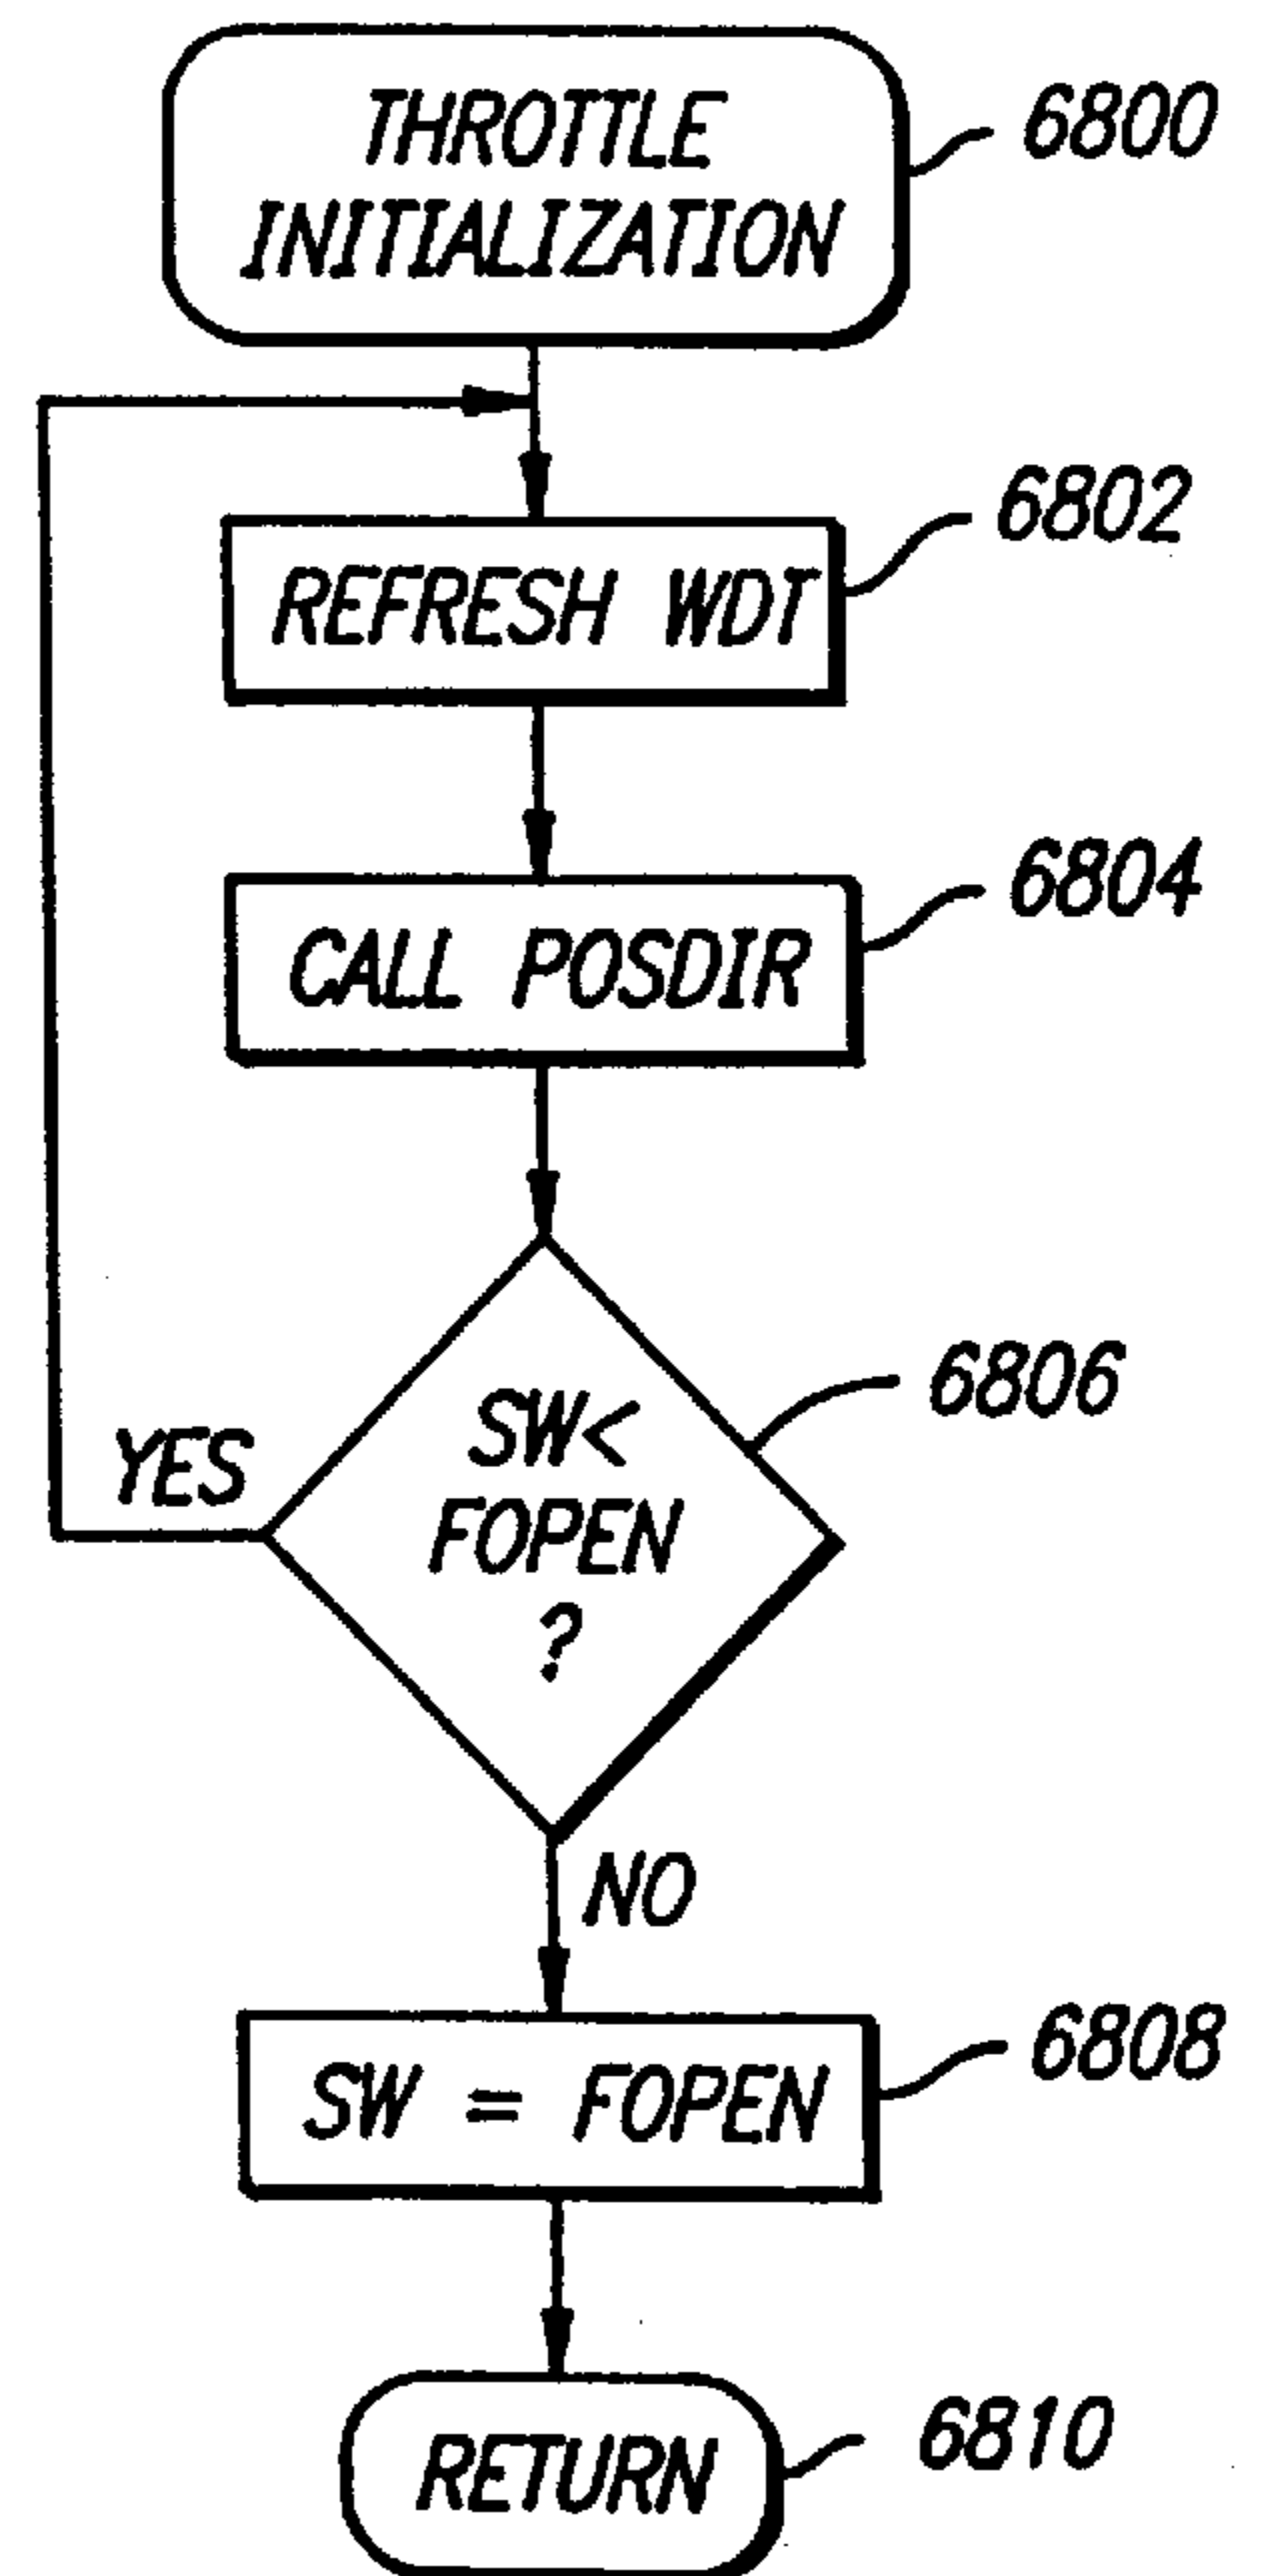 THROTTLE
INITIALIZATION
6800
REFRESH WDT
6802
CALL POSDIR
6804
SW<
FOPEN
?
6806
YES
NO
SW = FOPEN
6808
RETURN
6810